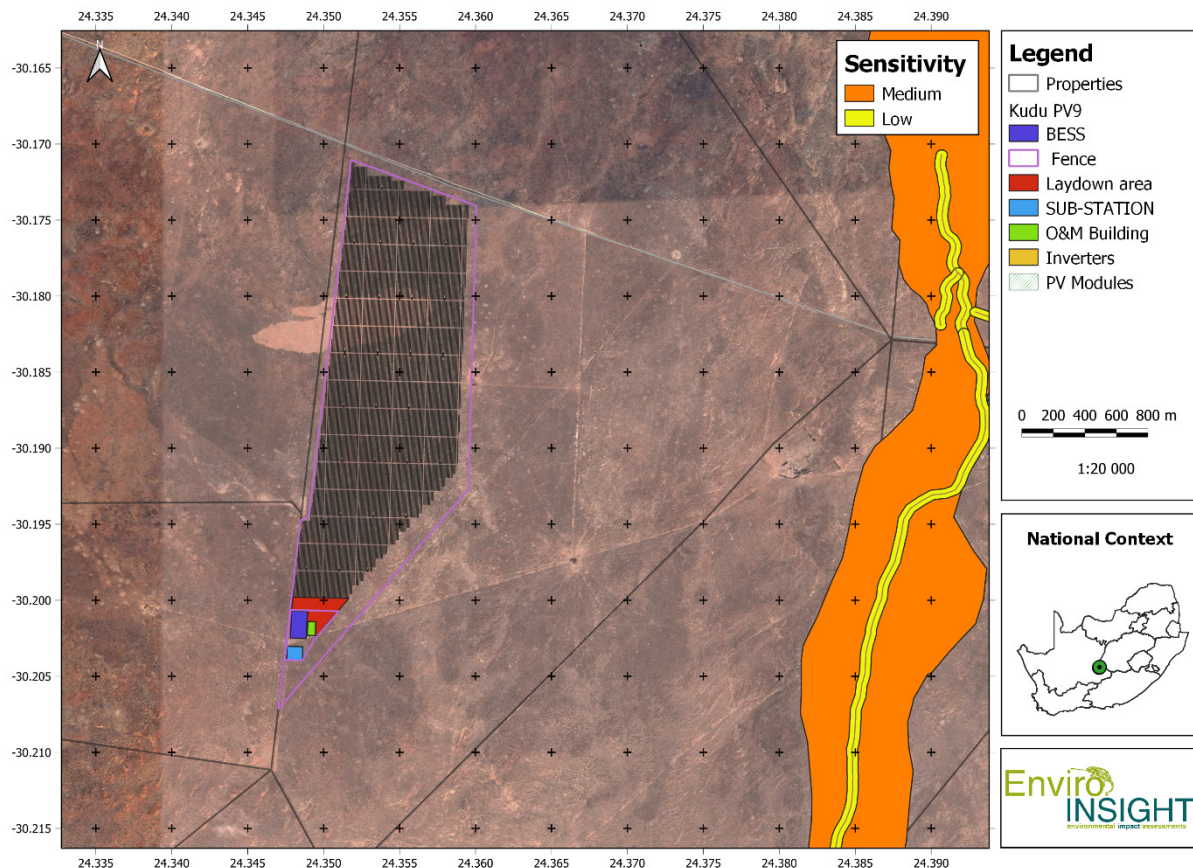 24.335 24.340 24.345 24.350 24.355 24.360 24.365 24.370 24.375 24.380 24.385 24.390
-30.165
-30.170
-30.175
-30.180
-30.185
-30.190
-30.195
-30.200
-30.205
-30.210
-30.215
N
Sensitivity
Medium
Low
24.335 24.340 24.345 24.350 24.355 24.360 24.365 24.370 24.375 24.380 24.385 24.390
Legend
Properties
Kudu PV9
BESS
Fence
Laydown area
SUB-STATION
O&M Building
Inverters
PV Modules
0 200 400 600 800 m
1:20 000
National Context
Enviro
INSIGHT
environmental impact assessments